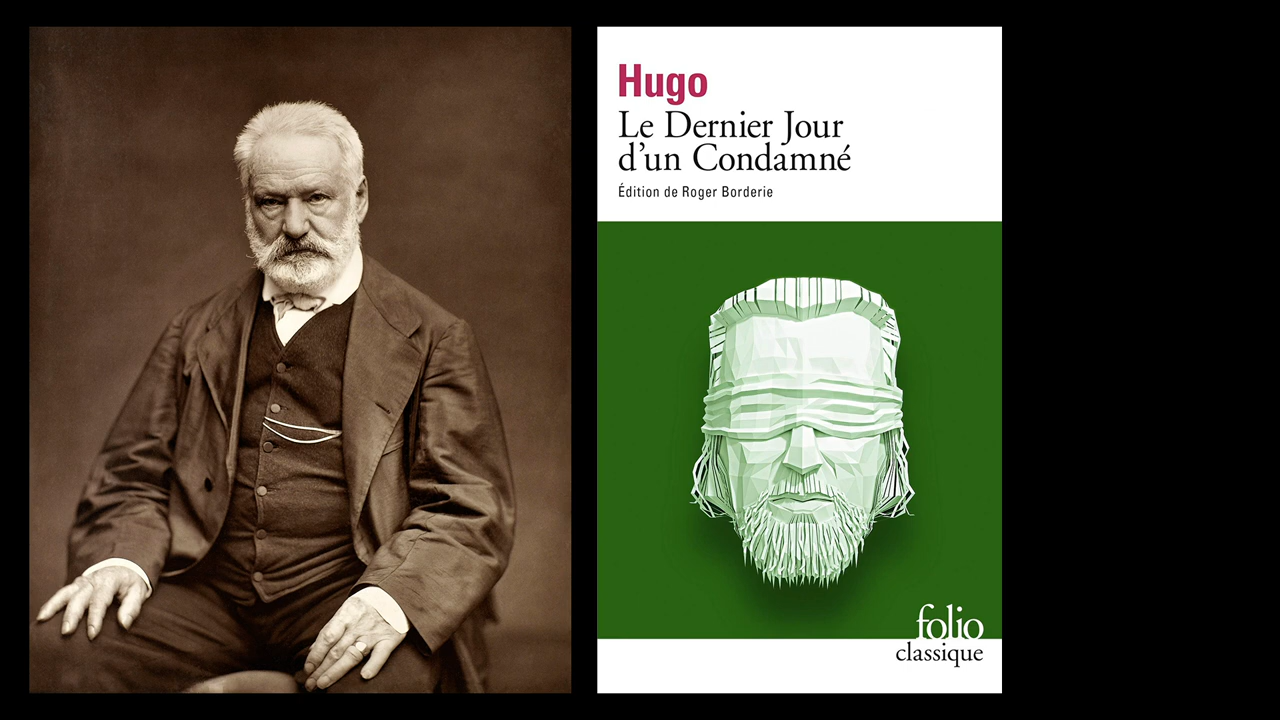 Hugo
Le Dernier Jour
d'un Condamné
Édition de Roger Borderie
folio
classique